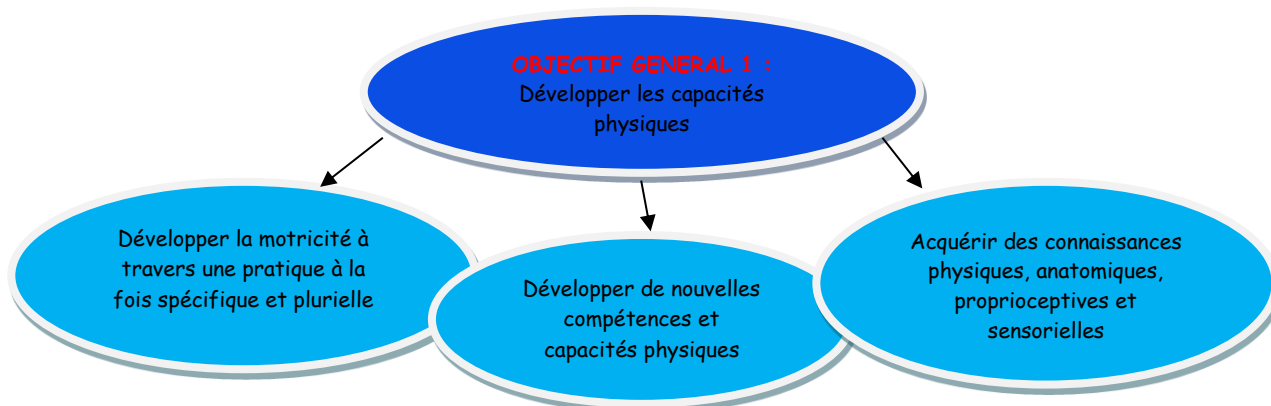 OBJECTIF GENERAL 1 :
Développer les capacités
physiques
Développer la motricité à
travers une pratique à la
fois spécifique et plurielle
Développer de nouvelles
compétences et
capacités physiques
Acquérir des connaissances
physiques, anatomiques,
proprioceptives et
sensorielles